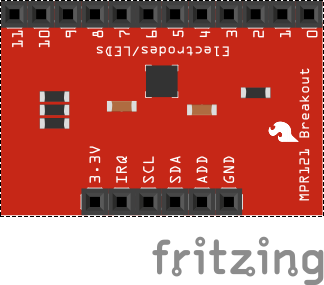 11 10 9 8 7 6 5 4 3 2 1 0
Electrodes/LEDs
MPR121 Breakout
3.3V
IRQ
SCL
SDA
ADD
GND
fritzing